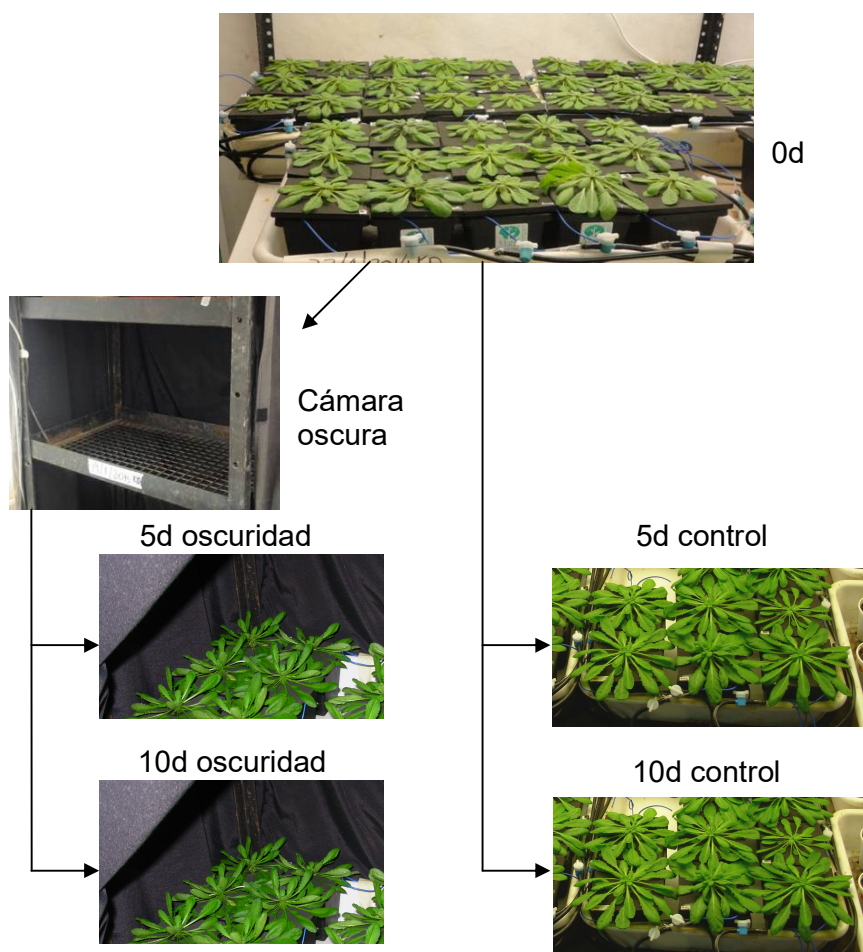 0d
Cámara
oscura
5d oscuridad
5d control
10d oscuridad
10d control